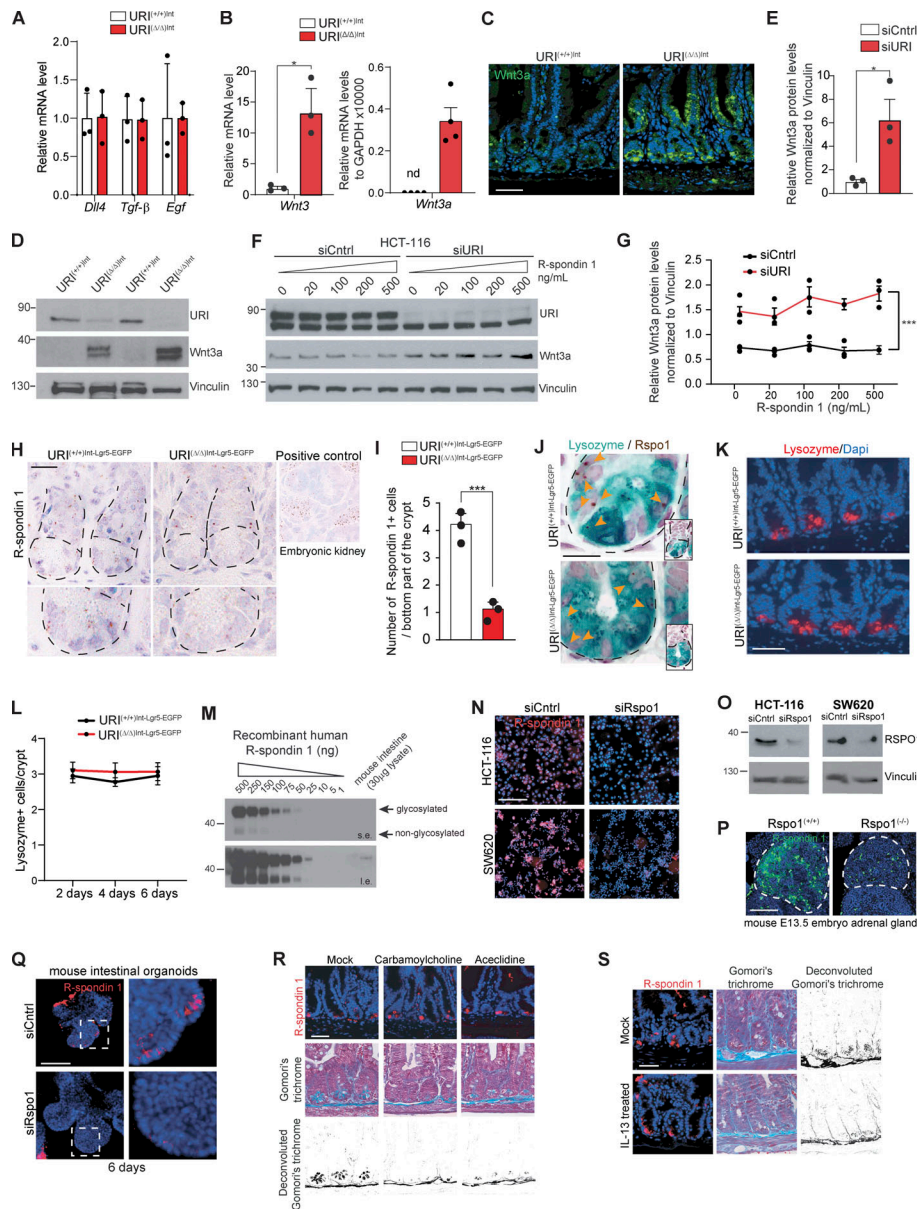 A
URI(+/+)Int
URI(Δ/Δ)Int
Relative mRNA level
2.0
1.5
1.0
0.5
0.0
Dll4 Tgf-β Egf
B
URI(+/+)Int
URI(Δ/Δ)Int
Relative mRNA level
20
15
10
5
0
*
Wnt3
Relative mRNA level
to GAPDH x10000
0.6
0.4
0.2
0.0
nd
Wnt3a
C
URI(+/+)Int URI(Δ/Δ)Int
Wnt3a
E
siCntrl
siURI
Relative Wnt3a protein levels
normalized to Vinculin
10
8
6
4
2
0
*
D
URI(+/+)Int URI(Δ/Δ)Int URI(+/+)Int URI(Δ/Δ)Int
90
URI
40
Wnt3a
130
Vinculin
F
HCT-116
siCntrl siURI
R-spondin 1
ng/mL
0 20 100 200 500 0 20 100 200 500
90
URI
Wnt3a
30
130
Vinculin
G
siCntrl
siURI
Relative Wnt3a protein levels
normalized to Vinculin
2.0
1.5
1.0
0.5
0.0
***
0 20 100 200 500
R-spondin 1 (ng/mL)
H
URI(+/+)Int-Lgr5-EGFP URI(Δ/Δ)Int-Lgr5-EGFP
Positive control
R-spondin 1
Embryonic kidney
I
URI(+/+)Int-Lgr5-EGFP
URI(Δ/Δ)Int-Lgr5-EGFP
Number of R-spondin 1+ cells
/ bottom part of the crypt
5
4
3
2
1
0
***
J
Lysozyme / Rspo1
URI(+/+)Int-Lgr5-EGFP
URI(Δ/Δ)Int-Lgr5-EGFP
K
Lysozyme/Dapi
URI(+/+)Int-Lgr5-EGFP
URI(Δ/Δ)Int-Lgr5-EGFP
L
URI(+/+)Int-Lgr5-EGFP
URI(Δ/Δ)Int-Lgr5-EGFP
Lysozyme+ cells/crypt
4
3
2
1
0
2 days 4 days 6 days
M
Recombinant human
R-spondin 1 (ng)
mouse intestine
(30μg lysate)
500 250 150 100 75 50 25 10 5 1
40
glycosylated
non-glycosylated
s.e.
40
l.e.
N
siCntrl siRspo1
R-spondin 1
HCT-116
SW620
O
HCT-116 SW620
siCntrl siRspo1 siCntrl siRspo1
40
RSPO
130
Vinculi
P
Rspo1(+/+) Rspo1(-/-)
R-spondin 1
mouse E13.5 embryo adrenal gland
Q
mouse intestinal organoids
R-spondin 1
siCntrl
siRspo1
6 days
R
Mock Carbamoylcholine Aceclidine
R-spondin 1
Gomori's
trichrome
Deconvoluted
Gomori's trichrome
S
R-spondin 1
Gomori's
trichrome
Deconvoluted
Gomori's trichrome
Mock
IL-13 treated